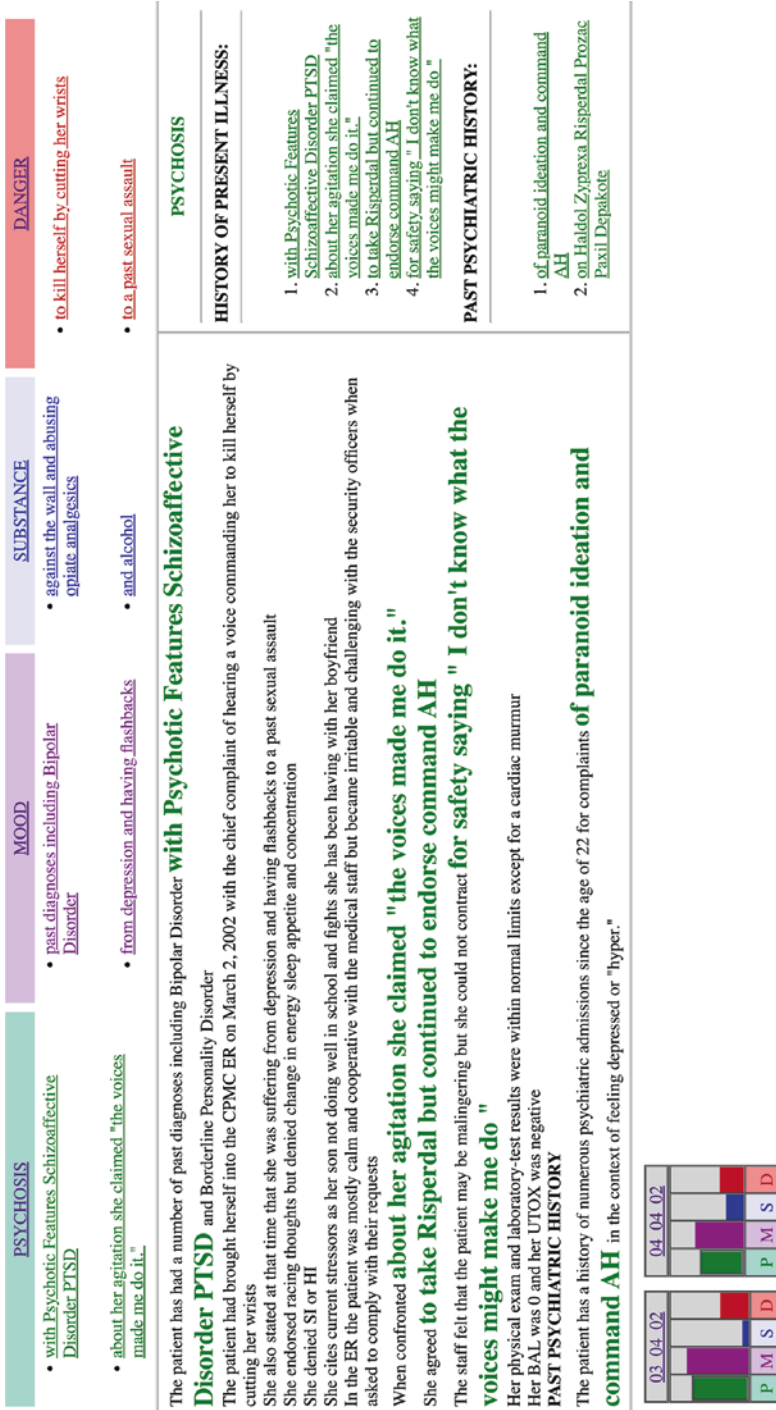 PSYCHOSIS
• with Psychotic Features Schizoaffective
Disorder PTSD
• about her agitation she claimed "the voices
made me do it."
MOOD
• past diagnoses including Bipolar
Disorder
• from depression and having flashbacks
SUBSTANCE
• against the wall and abusing
opiate analgesics
• and alcohol
DANGER
• to kill herself by cutting her wrists
• to a past sexual assault
The patient has had a number of past diagnoses including Bipolar Disorder with Psychotic Features Schizoaffective
Disorder PTSD and Borderline Personality Disorder
The patient had brought herself into the CPMC ER on March 2, 2002 with the chief complaint of hearing a voice commanding her to kill herself by
cutting her wrists
She also stated at that time that she was suffering from depression and having flashbacks to a past sexual assault
She endorsed racing thoughts but denied change in energy sleep appetite and concentration
She denied SI or HI
She cites current stressors as her son not doing well in school and fights she has been having with her boyfriend
In the ER the patient was mostly calm and cooperative with the medical staff but became irritable and challenging with the security officers when
asked to comply with their requests
When confronted about her agitation she claimed "the voices made me do it."
She agreed to take Risperdal but continued to endorse command AH
The staff felt that the patient may be malingering but she could not contract for safety saying " I don't know what the
voices might make me do "
Her physical exam and laboratory-test results were within normal limits except for a cardiac murmur
Her BAL was 0 and her UTOX was negative
PAST PSYCHIATRIC HISTORY
The patient has a history of numerous psychiatric admissions since the age of 22 for complaints of paranoid ideation and
command AH in the context of feeling depressed or "hyper."
PSYCHOSIS
HISTORY OF PRESENT ILLNESS:
1. with Psychotic Features
Schizoaffective Disorder PTSD
2. about her agitation she claimed "the
voices made me do it."
3. to take Risperdal but continued to
endorse command AH
4. for safety saying " I don't know what
the voices might make me do "
PAST PSYCHIATRIC HISTORY:
1. of paranoid ideation and command
AH
2. on Haldol Zyprexa Risperdal Prozac
Paxil Depakote
03 04 02
P M S D
04 04 02
P M S D